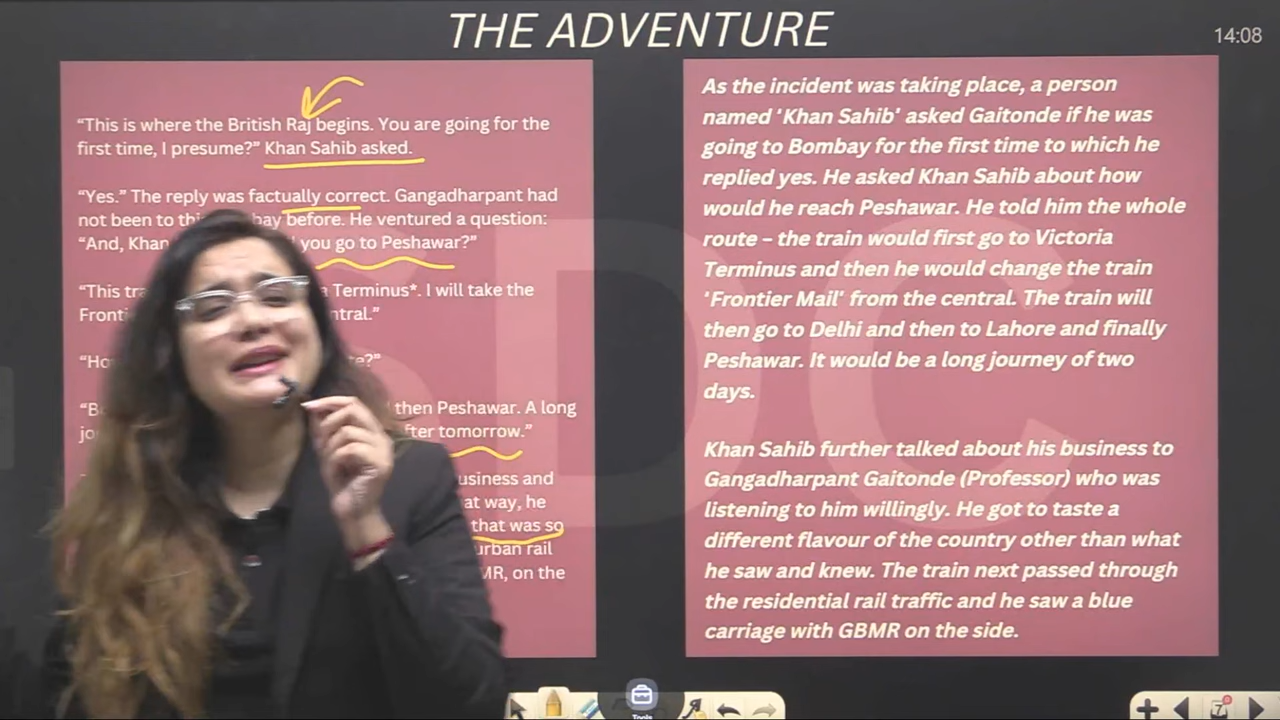 THE ADVENTURE
14:08
“This is where the British Raj begins. You are going for the
first time, I presume?” Khan Sahib asked.
“Yes.” The reply was factually correct. Gangadharpant had
not been to this bay before. He ventured a question:
“And, Khan you go to Peshawar?”
“This Terminus*. I will take the
ntral.”
te?”
then Peshawar. A long
fter tomorrow.”
usiness and
at way, he
that was so
urban rail
MR, on the
As the incident was taking place, a person
named ‘Khan Sahib’ asked Gaitonde if he was
going to Bombay for the first time to which he
replied yes. He asked Khan Sahib about how
would he reach Peshawar. He told him the whole
route – the train would first go to Victoria
Terminus and then he would change the train
‘Frontier Mail’ from the central. The train will
then go to Delhi and then to Lahore and finally
Peshawar. It would be a long journey of two
days.
Khan Sahib further talked about his business to
Gangadharpant Gaitonde (Professor) who was
listening to him willingly. He got to taste a
different flavour of the country other than what
he saw and knew. The train next passed through
the residential rail traffic and he saw a blue
carriage with GBMR on the side.
SDC
Tools
7